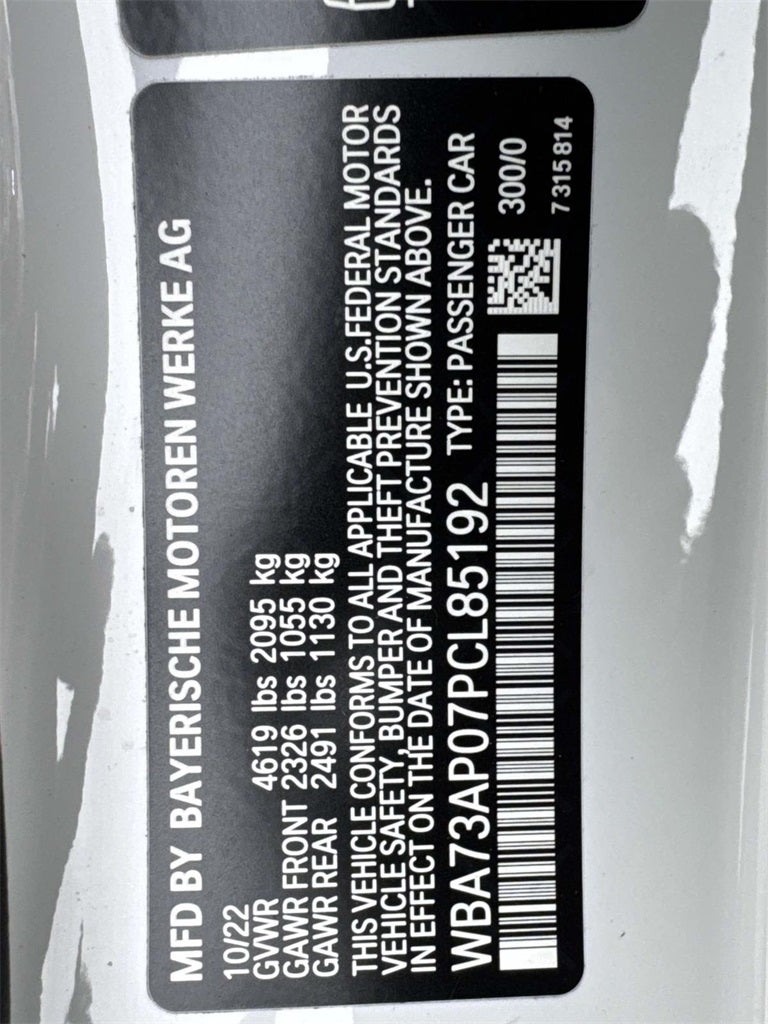 MFD BY BAYERISCHE MOTOREN WERKE AG
10/22
GVWR 4619 lbs 2095 kg
GAWR FRONT 2326 lbs 1055 kg
GAWR REAR 2491 lbs 1130 kg
THIS VEHICLE CONFORMS TO ALL APPLICABLE U.S.FEDERAL MOTOR
VEHICLE SAFETY, BUMPER AND THEFT PREVENTION STANDARDS
IN EFFECT ON THE DATE OF MANUFACTURE SHOWN ABOVE.
WBA73AP07PCL85192 TYPE: PASSENGER CAR
300/0
7 315 814